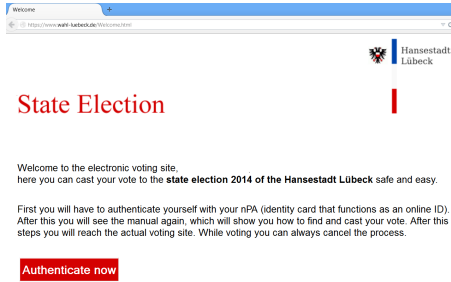 Welcome
+
https://www.wahl-luebeck.de/Welcome.html
Hansestadt
Lübeck
State Election
Welcome to the electronic voting site,
here you can cast your vote to the state election 2014 of the Hansestadt Lübeck safe and easy.
First you will have to authenticate yourself with your nPA (identity card that functions as an online ID).
After this you will see the manual again, which will show you how to find and cast your vote. After this
steps you will reach the actual voting site. While voting you can always cancel the process.
Authenticate now